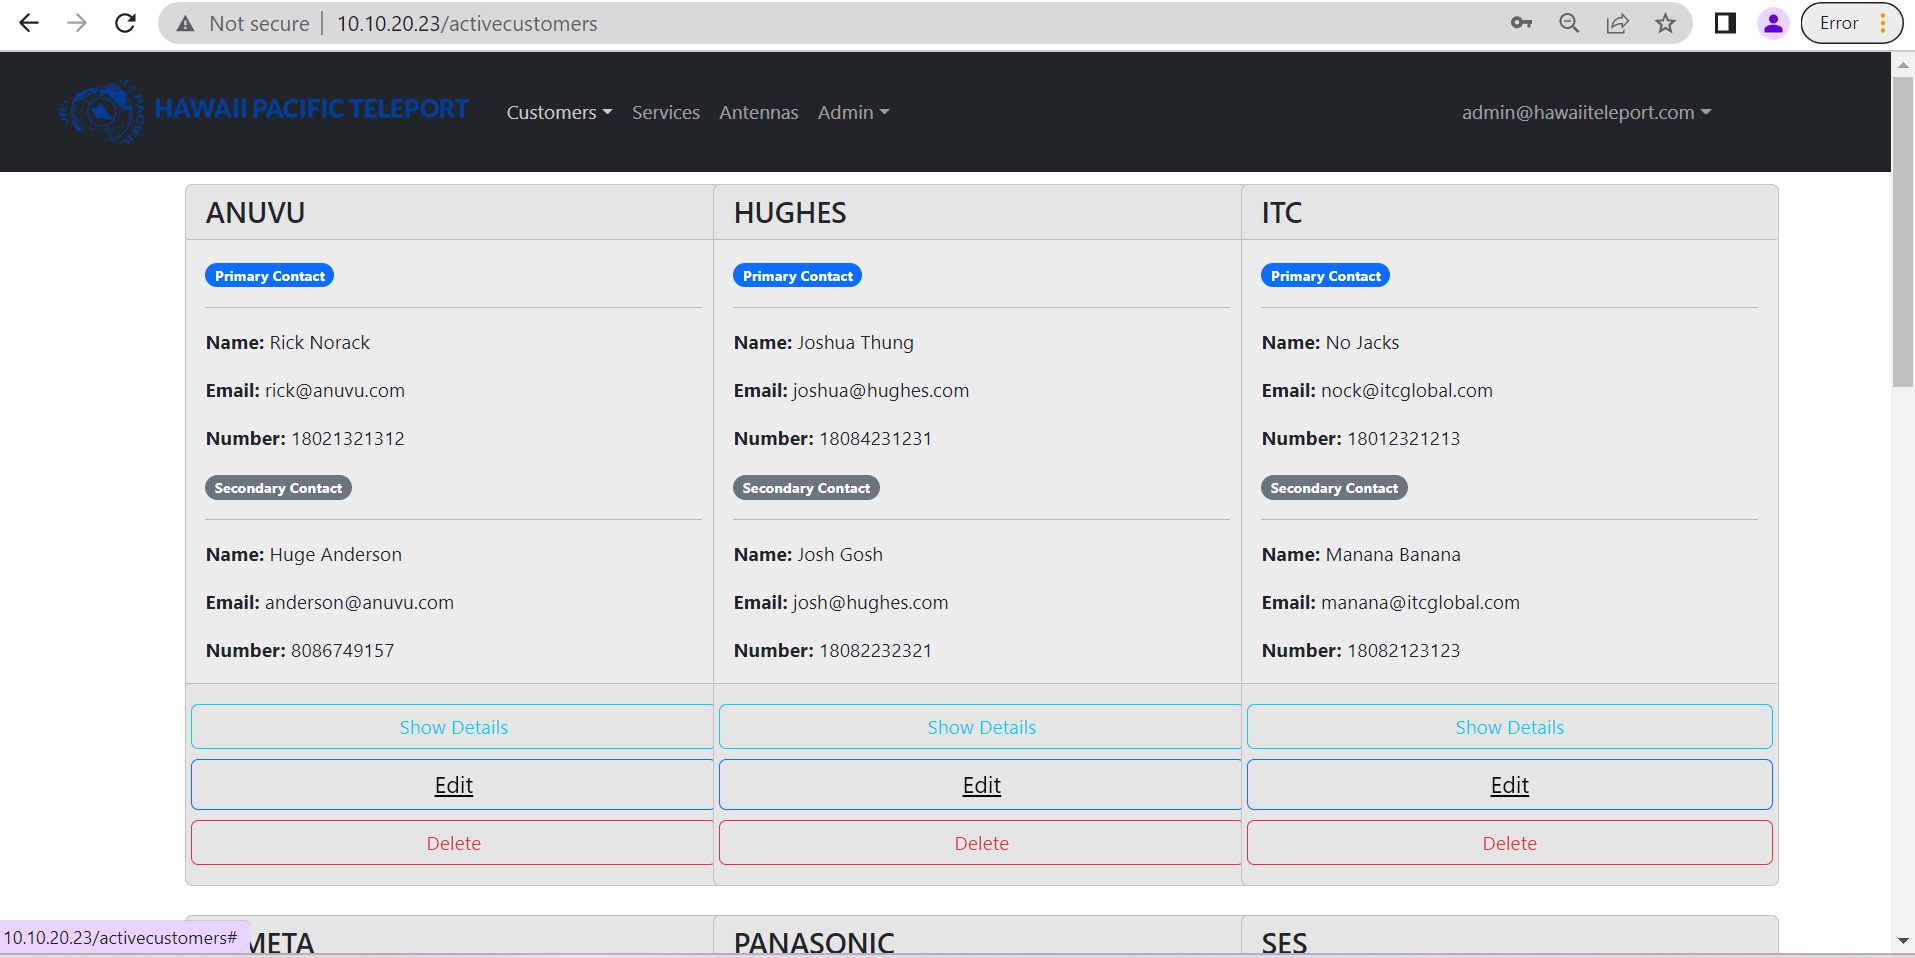 Not secure 10.10.20.23/activecustomers Error
HAWAII PACIFIC TELEPORT Customers Services Antennas Admin admin@hawaiiteleport.com
ANUVU HUGHES ITC
Primary Contact Primary Contact Primary Contact
Name: Rick Norack Name: Joshua Thung Name: No Jacks
Email: rick@anuvu.com Email: joshua@hughes.com Email: nock@itcglobal.com
Number: 18021321312 Number: 18084231231 Number: 18012321213
Secondary Contact Secondary Contact Secondary Contact
Name: Huge Anderson Name: Josh Gosh Name: Manana Banana
Email: anderson@anuvu.com Email: josh@hughes.com Email: manana@itcglobal.com
Number: 8086749157 Number: 18082232321 Number: 18082123123
Show Details Show Details Show Details
Edit Edit Edit
Delete Delete Delete
10.10.20.23/activecustomers# META PANASONIC SES